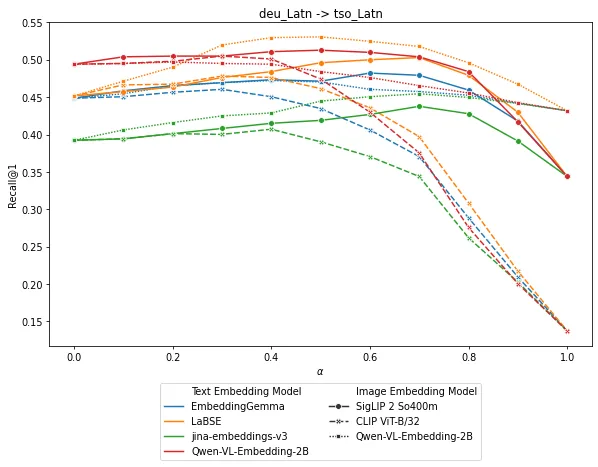 deu_Latn -> tso_Latn
Recall@1
0.55
0.50
0.45
0.40
0.35
0.30
0.25
0.20
0.15
0.0 0.2 0.4 0.6 0.8 1.0
α
Text Embedding Model
EmbeddingGemma
LaBSE
jina-embeddings-v3
Qwen-VL-Embedding-2B
Image Embedding Model
SigLIP 2 So400m
CLIP ViT-B/32
Qwen-VL-Embedding-2B